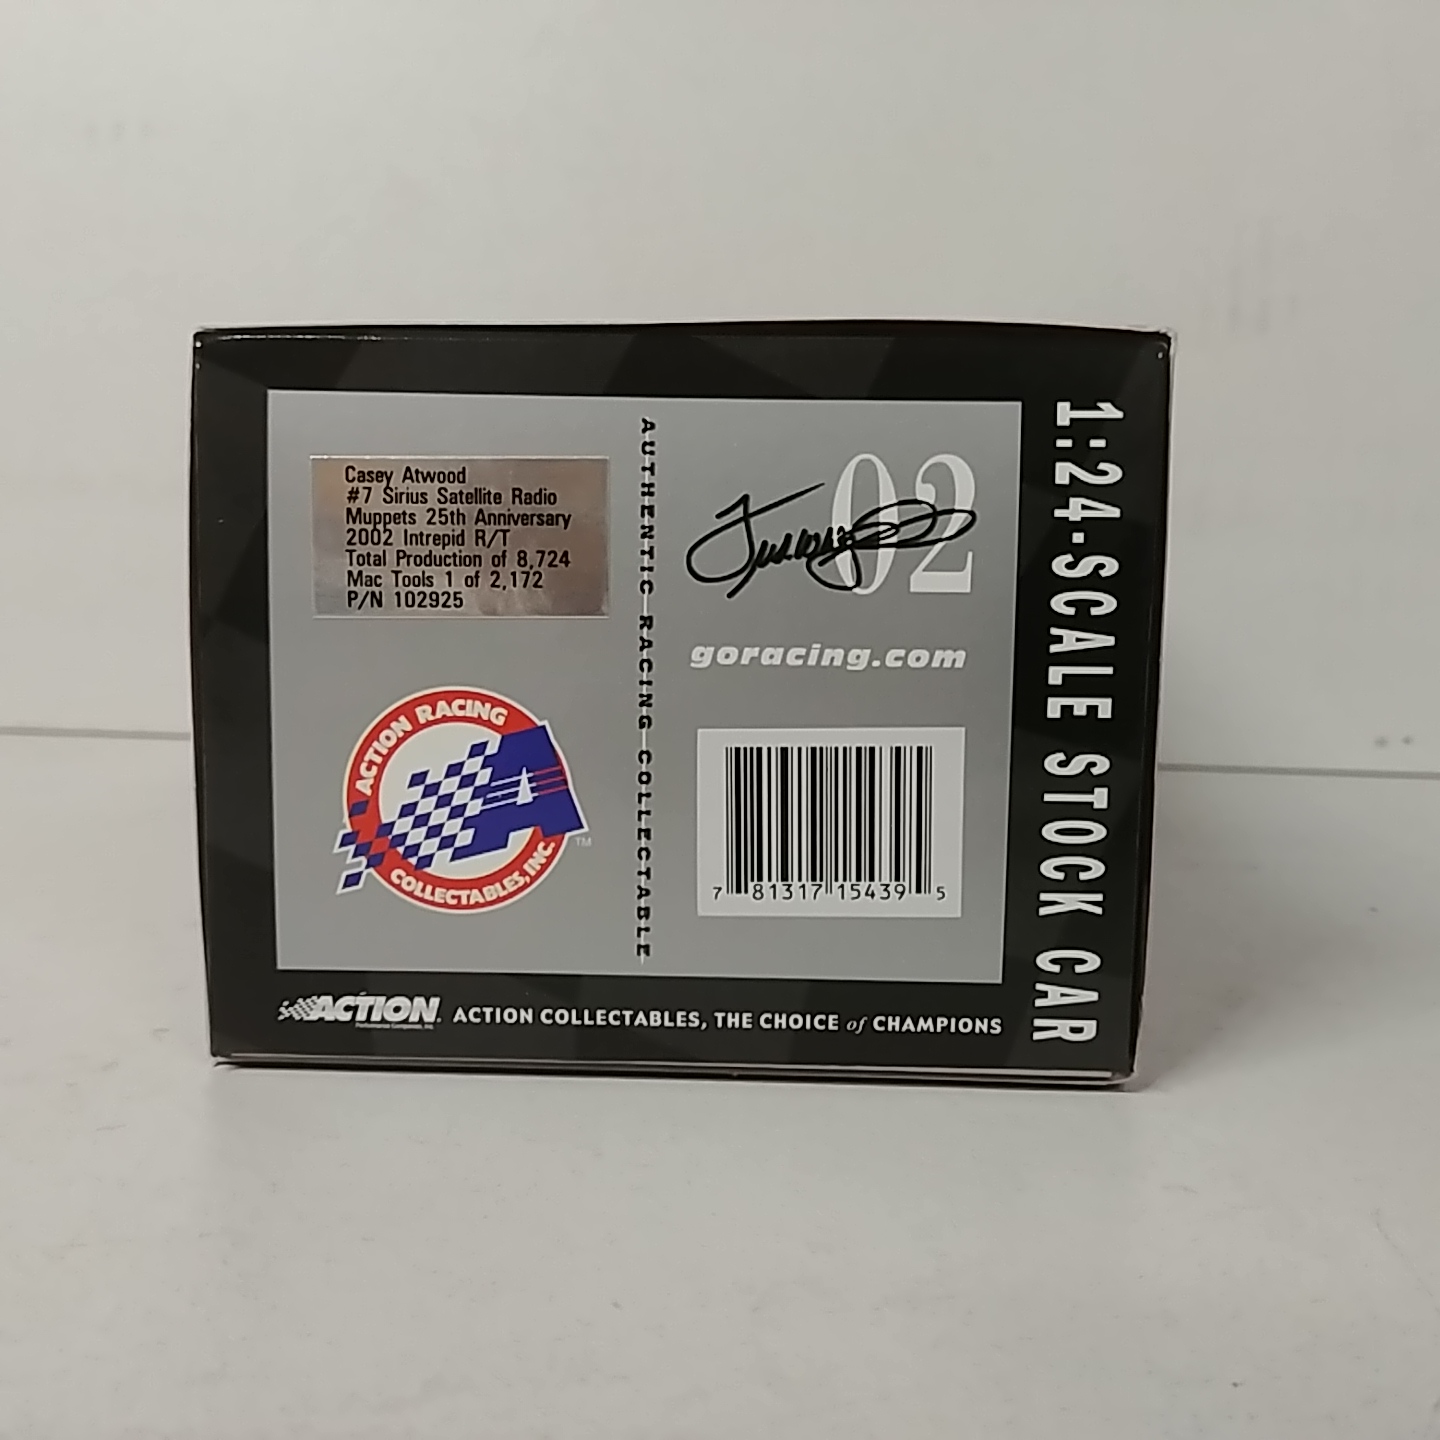 Casey Atwood
#7 Sirius Satellite Radio
Muppets 25th Anniversary
2002 Intrepid R/T
Total Production of 8,724
Mac Tools 1 of 2,172
P/N 102925
ACTION RACING
COLLECTABLES, INC.
TM
AUTHENTIC RACING COLLECTABLE
02
goracing.com
7 81317 15439 5
1:24-SCALE STOCK CAR
ACTION
ACTION COLLECTABLES, THE CHOICE of CHAMPIONS